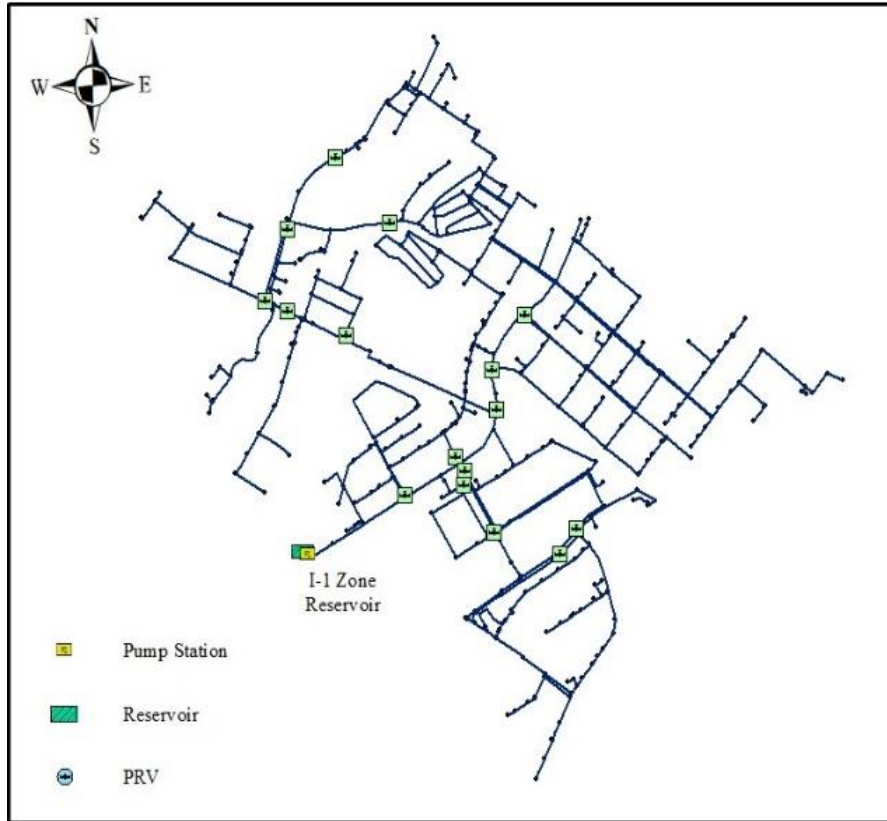 N
W
E
S
I-1 Zone
Reservoir
Pump Station
Reservoir
PRV